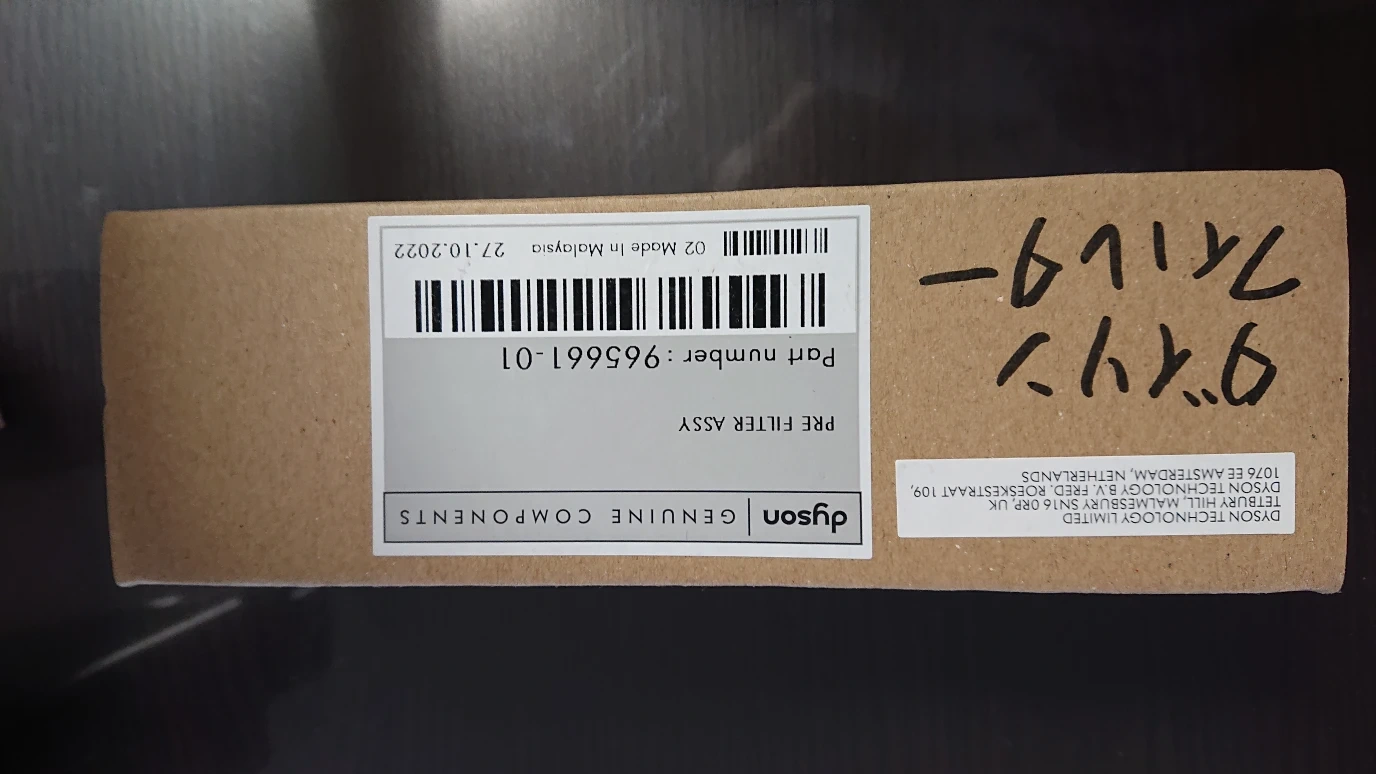 dyson | GENUINE COMPONENTS
PRE FILTER ASSY
Part number : 965661-01
02 Made In Malaysia 27.10.2022
DYSON TECHNOLOGY LIMITED
TETBURY HILL, MALMESBURY SN16 0RP, UK
DYSON TECHNOLOGY B.V. FRED. ROESKESTRAAT 109,
1076 EE AMSTERDAM, NETHERLANDS
ダイソン
フィルター